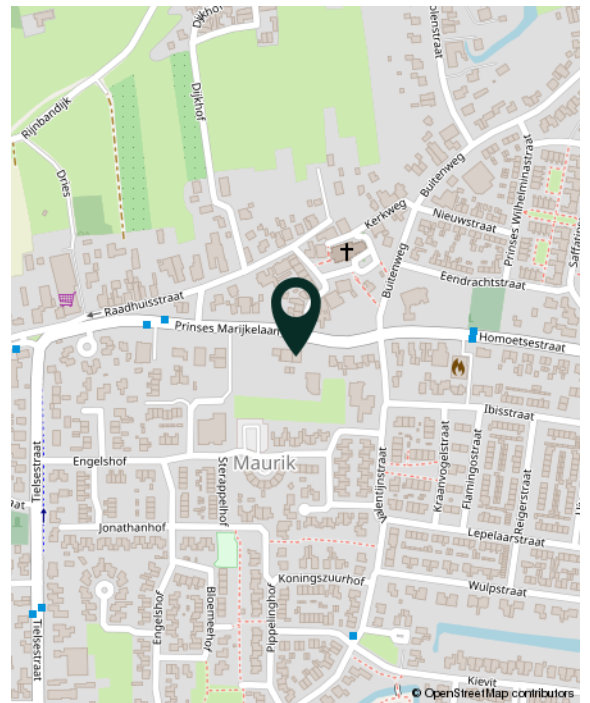 Dijkhof
Rijnbandijk
Dijkhof
Dries
Buitenweg
Kerkweg
Nieuwstraat
Prinses Wilhelminastraat
Buitenweg
Eendrachtstraat
Raadhuisstraat
Prinses Marijkelaan
Homoetsestraat
Ibisstraat
Tielsestraat
Engelshof
Sterappelhof
Maurik
Valentijnstraat
Kraanvogelstraat
Flamingostraat
Reigerstraat
Jonathanhof
Lepelaarstraat
Koningszuurhof
Wulpstraat
Engelshof
Bloemeehof
Pippelinghof
Tielsestraat
Kievit
© OpenStreetMap contributors